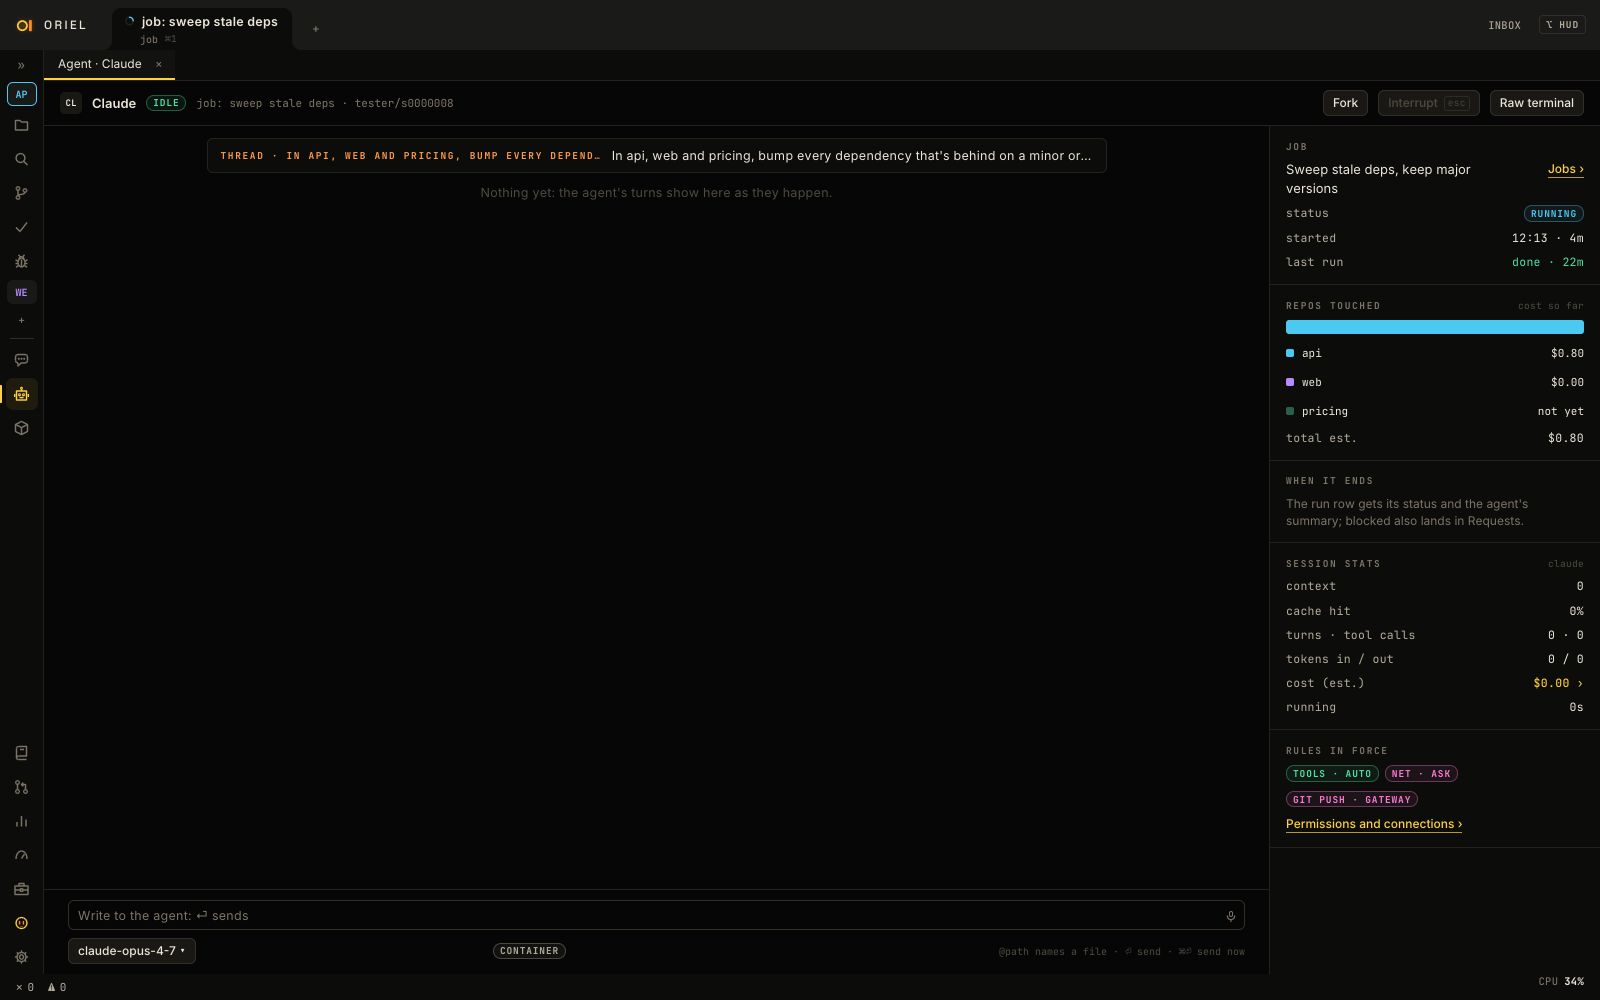 ORIEL
job: sweep stale deps
job ⌘1
+
INBOX
⌥ HUD
»
Agent · Claude ×
AP
CL Claude IDLE job: sweep stale deps · tester/s0000008
Fork
Interrupt esc
Raw terminal
THREAD · IN API, WEB AND PRICING, BUMP EVERY DEPEND… In api, web and pricing, bump every dependency that's behind on a minor or…
Nothing yet: the agent's turns show here as they happen.
WE
+
JOB
Sweep stale deps, keep major versions
Jobs ›
status RUNNING
started 12:13 · 4m
last run done · 22m
REPOS TOUCHED cost so far
api $0.80
web $0.00
pricing not yet
total est. $0.80
WHEN IT ENDS
The run row gets its status and the agent's
summary; blocked also lands in Requests.
SESSION STATS claude
context 0
cache hit 0%
turns · tool calls 0 · 0
tokens in / out 0 / 0
cost (est.) $0.00 ›
running 0s
RULES IN FORCE
TOOLS · AUTO NET · ASK
GIT PUSH · GATEWAY
Permissions and connections ›
Write to the agent: ⏎ sends
claude-opus-4-7 ▾
CONTAINER
@path names a file · ⏎ send · ⌘⏎ send now
× 0 ▲ 0
CPU 34%